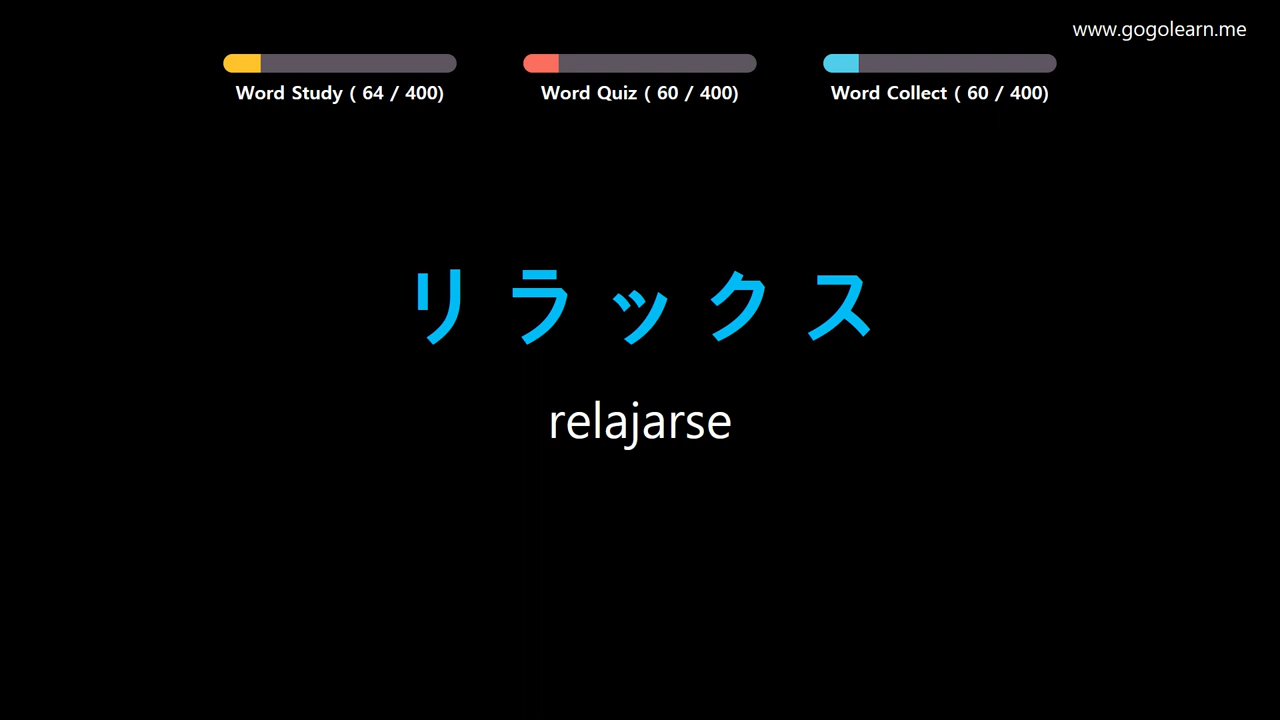 www.gogolearn.me
Word Study ( 64 / 400)
Word Quiz ( 60 / 400)
Word Collect ( 60 / 400)
リラックス
relajarse